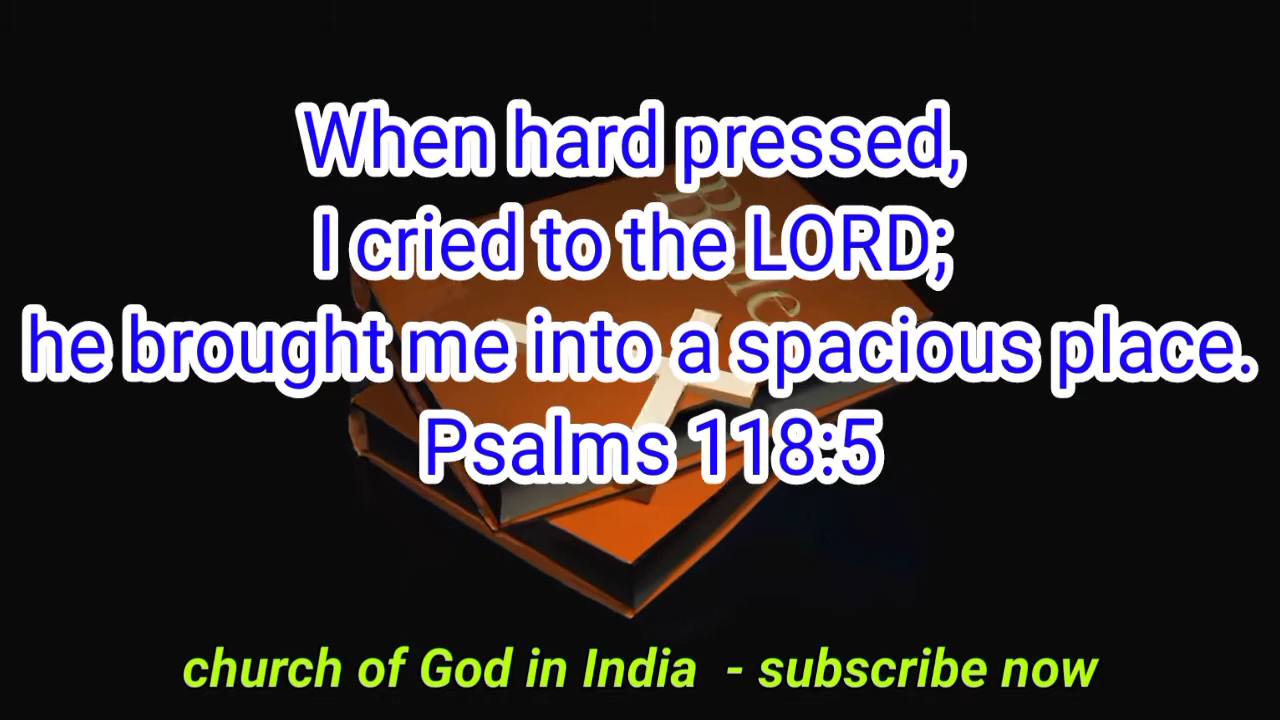 When hard pressed,
I cried to the LORD;
he brought me into a spacious place.
Psalms 118:5
Bible
church of God in India - subscribe now